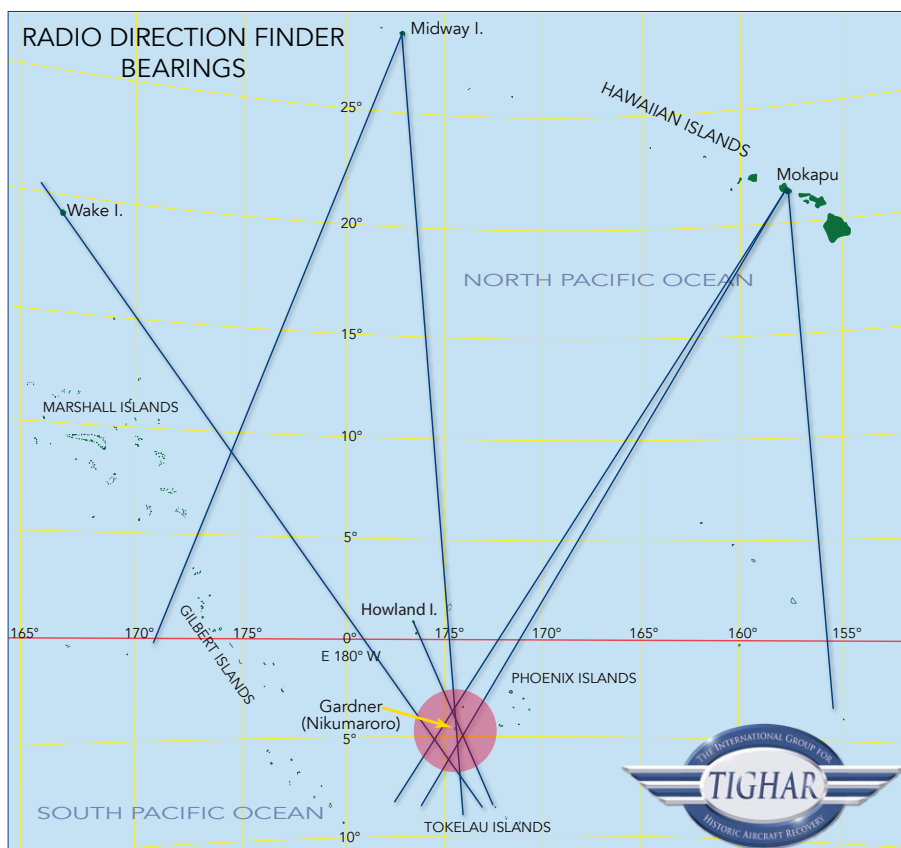 RADIO DIRECTION FINDER
BEARINGS
Midway I.
HAWAIIAN ISLANDS
25°
Mokapu
Wake I.
20°
NORTH PACIFIC OCEAN
15°
MARSHALL ISLANDS
10°
5°
Howland I.
GILBERT ISLANDS
165°
170°
175°
0°
175°
170°
160°
155°
E 180° W
PHOENIX ISLANDS
Gardner
(Nikumaroro)
5°
THE INTERNATIONAL GROUP FOR
TIGHAR
HISTORIC AIRCRAFT RECOVERY
SOUTH PACIFIC OCEAN
TOKELAU ISLANDS
10°